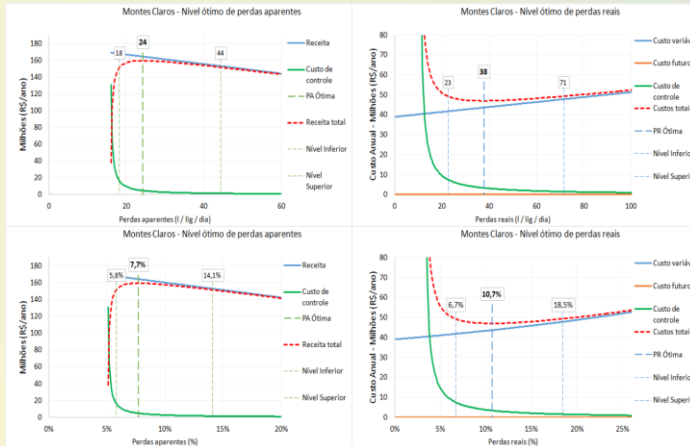 Montes Claros - Nível ótimo de perdas aparentes
Milhões (R$/ano)
180
160
140
120
100
80
60
40
20
0
18
24
44
0 20 40 60
Perdas aparentes (l / lig / dia)
Receita
Custo de controle
PA Ótima
Receita total
Nível Inferior
Nível Superior
Montes Claros - Nível ótimo de perdas reais
Custo Anual - Milhões (R$/ano)
80
70
60
50
40
30
20
10
0
23
38
71
0 20 40 60 80 100
Perdas reais (l / lig / dia)
Custo variáv
Custo futuro
Custo de controle
Custos totai
PR Ótima
Nível Inferio
Nível Superi
Montes Claros - Nível ótimo de perdas aparentes
Milhões (R$/ano)
180
160
140
120
100
80
60
40
20
0
5,8%
7,7%
14,1%
0% 5% 10% 15% 20%
Perdas aparentes (%)
Receita
Custo de controle
PA Ótima
Receita total
Nível Inferior
Nível Superior
Montes Claros - Nível ótimo de perdas reais
Custo Anual - Milhões (R$/ano)
80
70
60
50
40
30
20
10
0
6,7%
10,7%
18,5%
0% 5% 10% 15% 20% 25%
Perdas reais (%)
Custo variáv
Custo futuro
Custo de controle
Custos totai
PR Ótima
Nível Inferio
Nível Superi